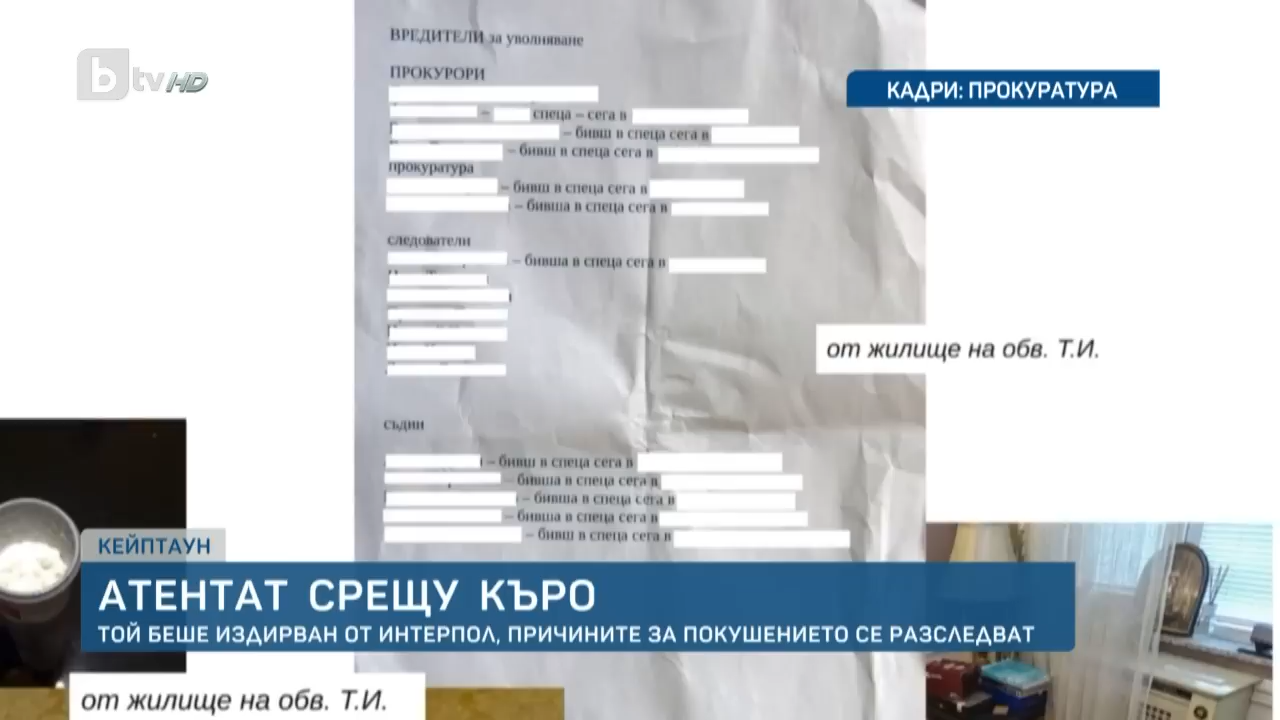 btvHD
КАДРИ: ПРОКУРАТУРА
ВРЕДИТЕЛИ за уволняване
ПРОКУРОРИ
– спеца – сега в
– бивш в спеца сега в
– бивш в спеца сега в
прокуратура
– бивш в спеца сега в
– бивша в спеца сега в
следователи
– бивша в спеца сега в
съдии
– бивш в спеца сега в
– бивша в спеца сега в
– бивша в спеца сега в
– бивша в спеца сега в
– бивш в спеца сега в
от жилище на обв. Т.И.
КЕЙПТАУН
АТЕНТАТ СРЕЩУ КЪРО
ТОЙ БЕШЕ ИЗДИРВАН ОТ ИНТЕРПОЛ, ПРИЧИНИТЕ ЗА ПОКУШЕНИЕТО СЕ РАЗСЛЕДВАТ
от жилище на обв. Т.И.